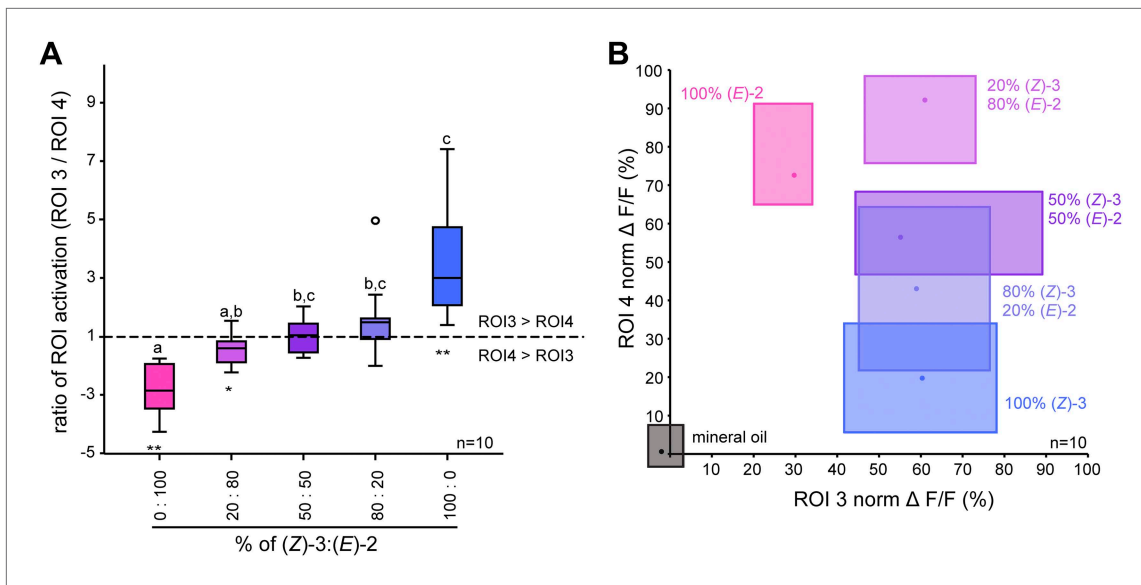 A
ratio of ROI activation (ROI 3 / ROI 4)
9
7
5
3
1
-3
-5
a
**
a,b
*
b,c
b,c
c
**
ROI3 > ROI4
ROI4 > ROI3
n=10
0 : 100
20 : 80
50 : 50
80 : 20
100 : 0
% of (Z)-3:(E)-2
B
ROI 4 norm Δ F/F (%)
100
90
80
70
60
50
40
30
20
10
100% (E)-2
20% (Z)-3
80% (E)-2
50% (Z)-3
50% (E)-2
80% (Z)-3
20% (E)-2
100% (Z)-3
mineral oil
n=10
10 20 30 40 50 60 70 80 90 100
ROI 3 norm Δ F/F (%)